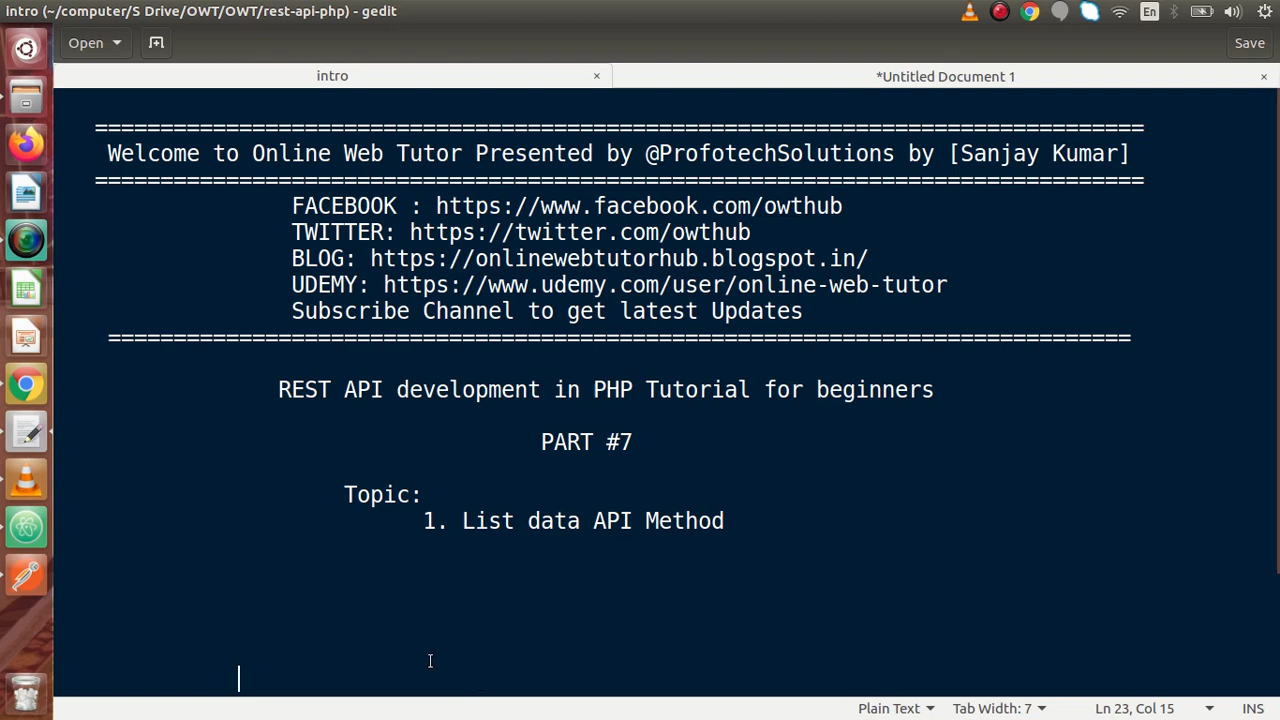 intro (~/computer/S Drive/OWT/OWT/rest-api-php) - gedit
En
Open
Save
intro
*Untitled Document 1
================================================================================
Welcome to Online Web Tutor Presented by @ProfotechSolutions by [Sanjay Kumar]
================================================================================
FACEBOOK : https://www.facebook.com/owthub
TWITTER: https://twitter.com/owthub
BLOG: https://onlinewebtutorhub.blogspot.in/
UDEMY: https://www.udemy.com/user/online-web-tutor
Subscribe Channel to get latest Updates
==============================================================================
REST API development in PHP Tutorial for beginners
PART #7
Topic:
1. List data API Method
Plain Text
Tab Width: 7
Ln 23, Col 15
INS